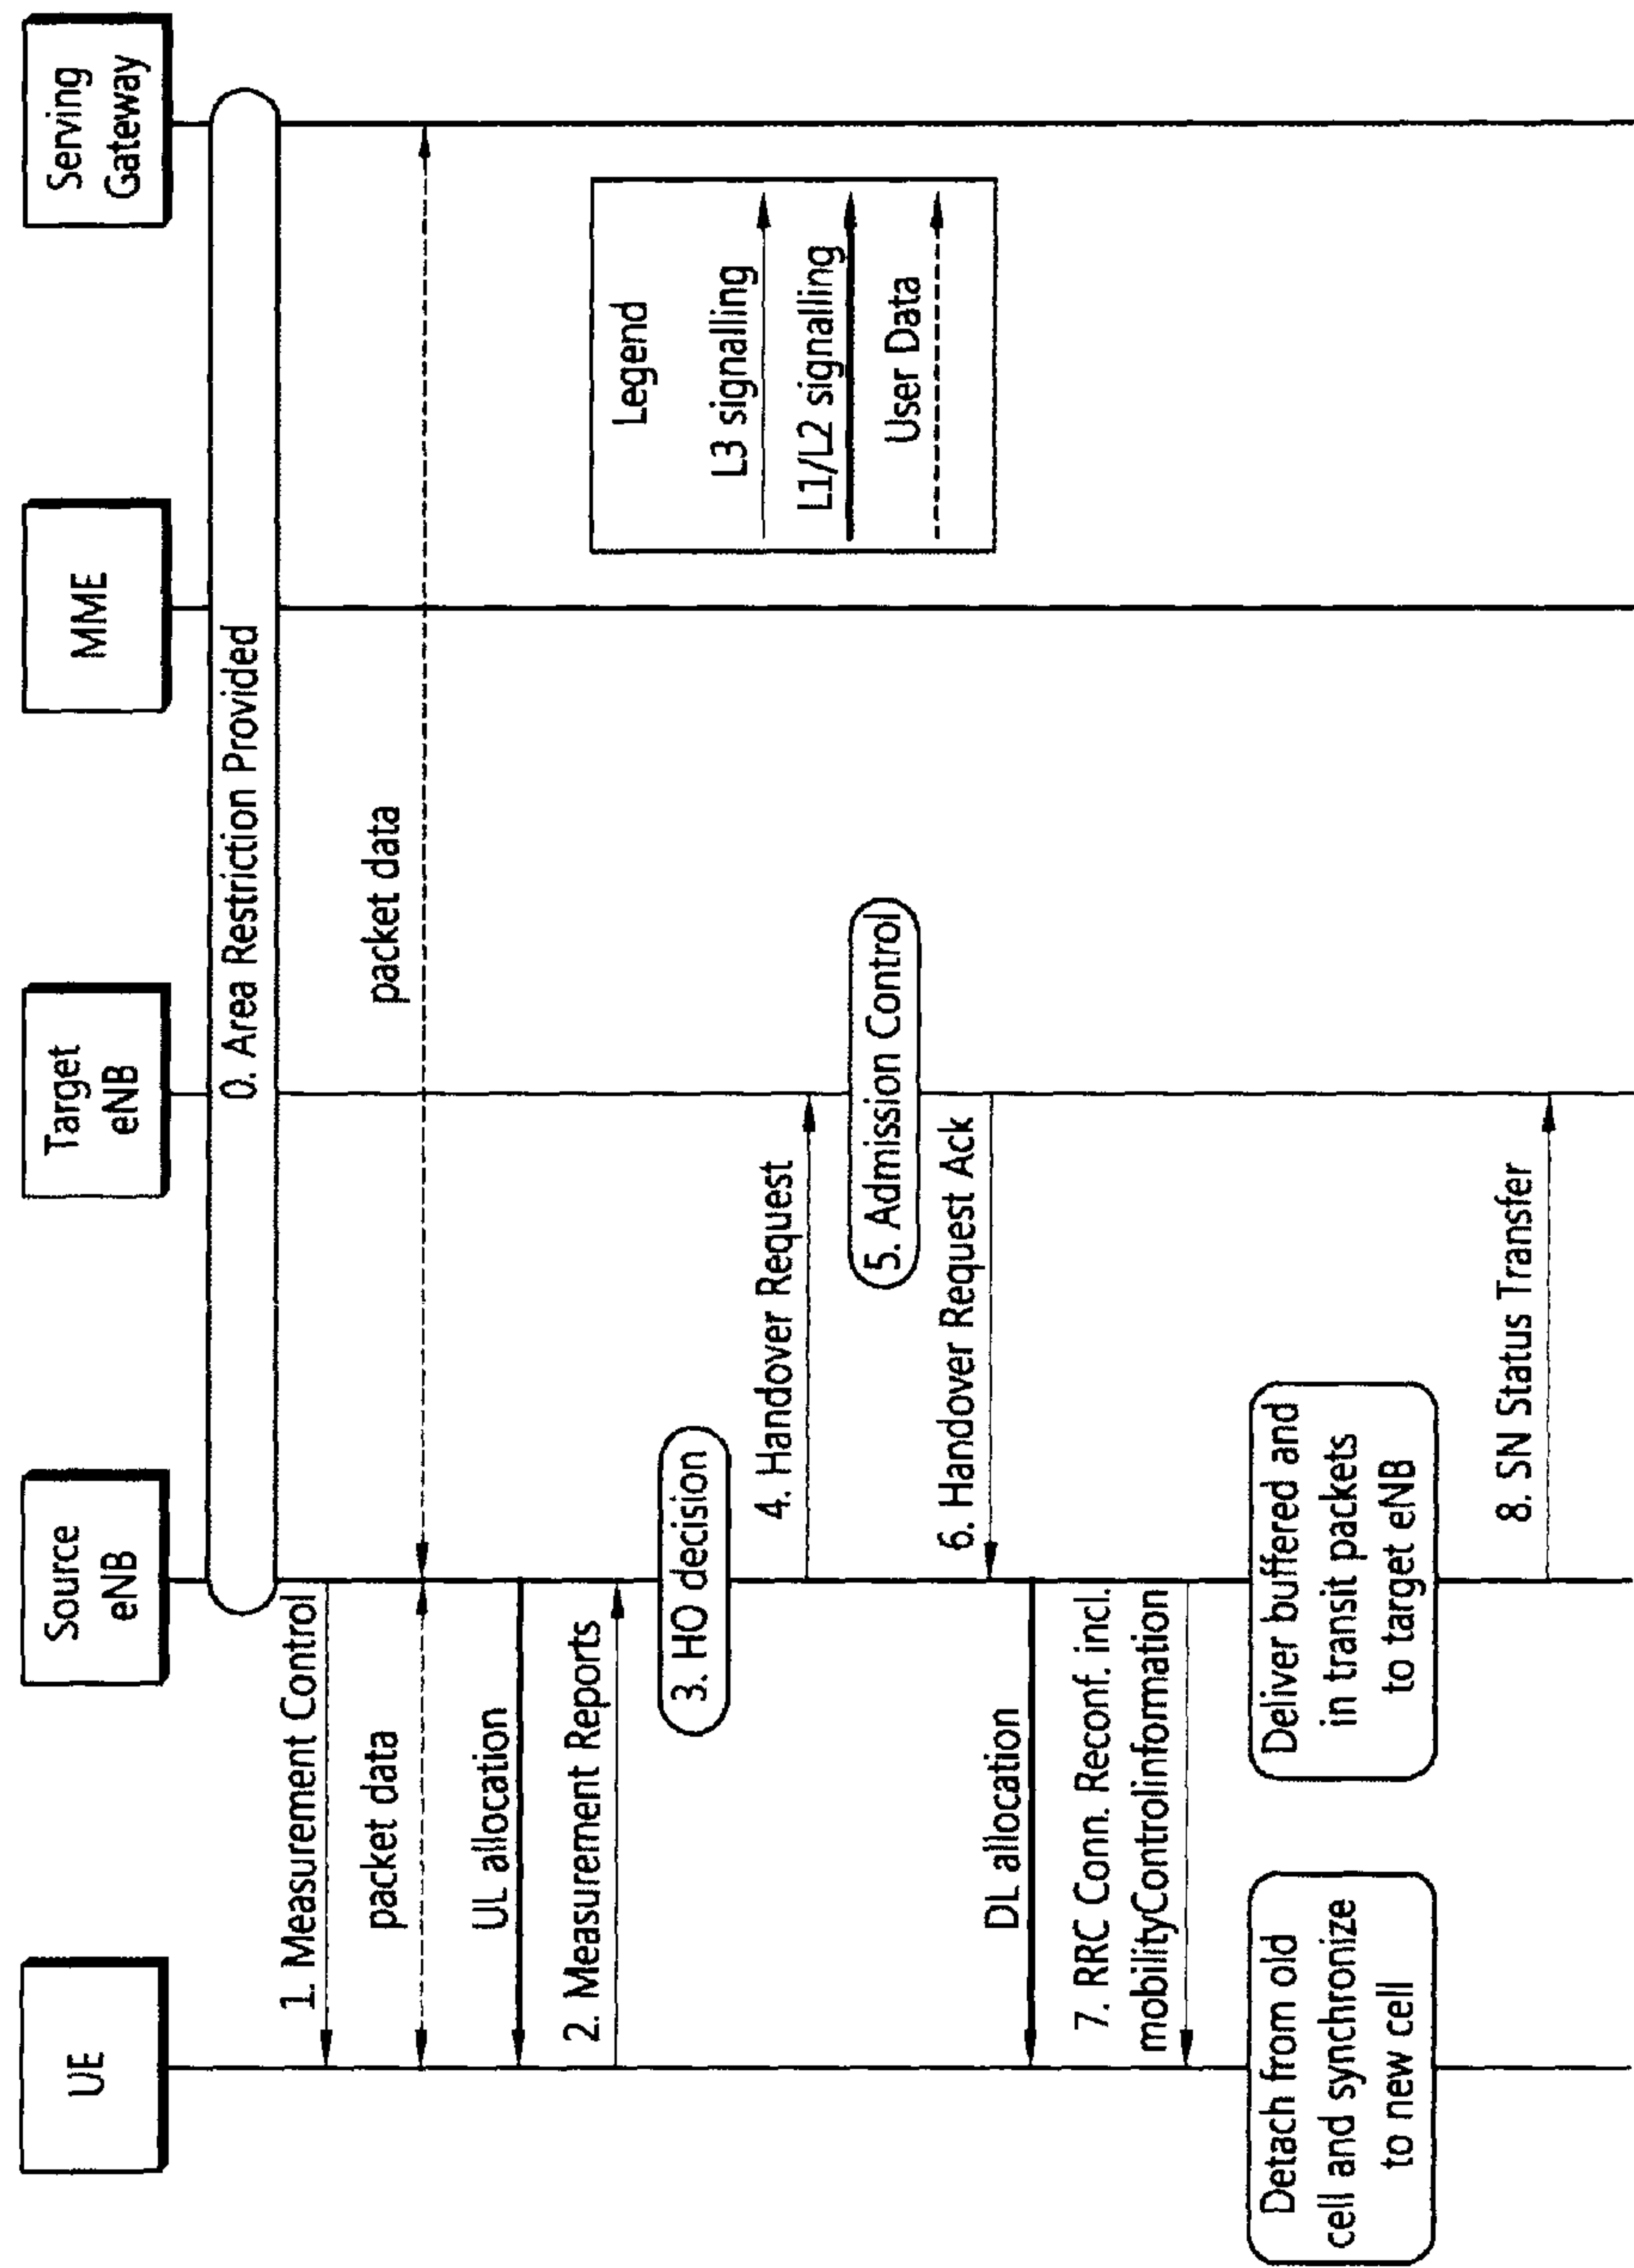 UE
Source
eNB
Target
eNB
MME
Serving
Gateway
0. Area Restriction Provided
1. Measurement Control
packet data
packet data
UL allocation
2. Measurement Reports
3. HO decision
4. Handover Request
5. Admission Control
6. Handover Request Ack
DL allocation
7. RRC Conn. Reconf. incl.
mobilityControlinfomation
Detach from old
cell and synchronize
to new cell
Deliver buffered and
in transit packets
to target eNB
8. SN Status Transfer
Legend
L3 signalling
L1/L2 signalling
User Data